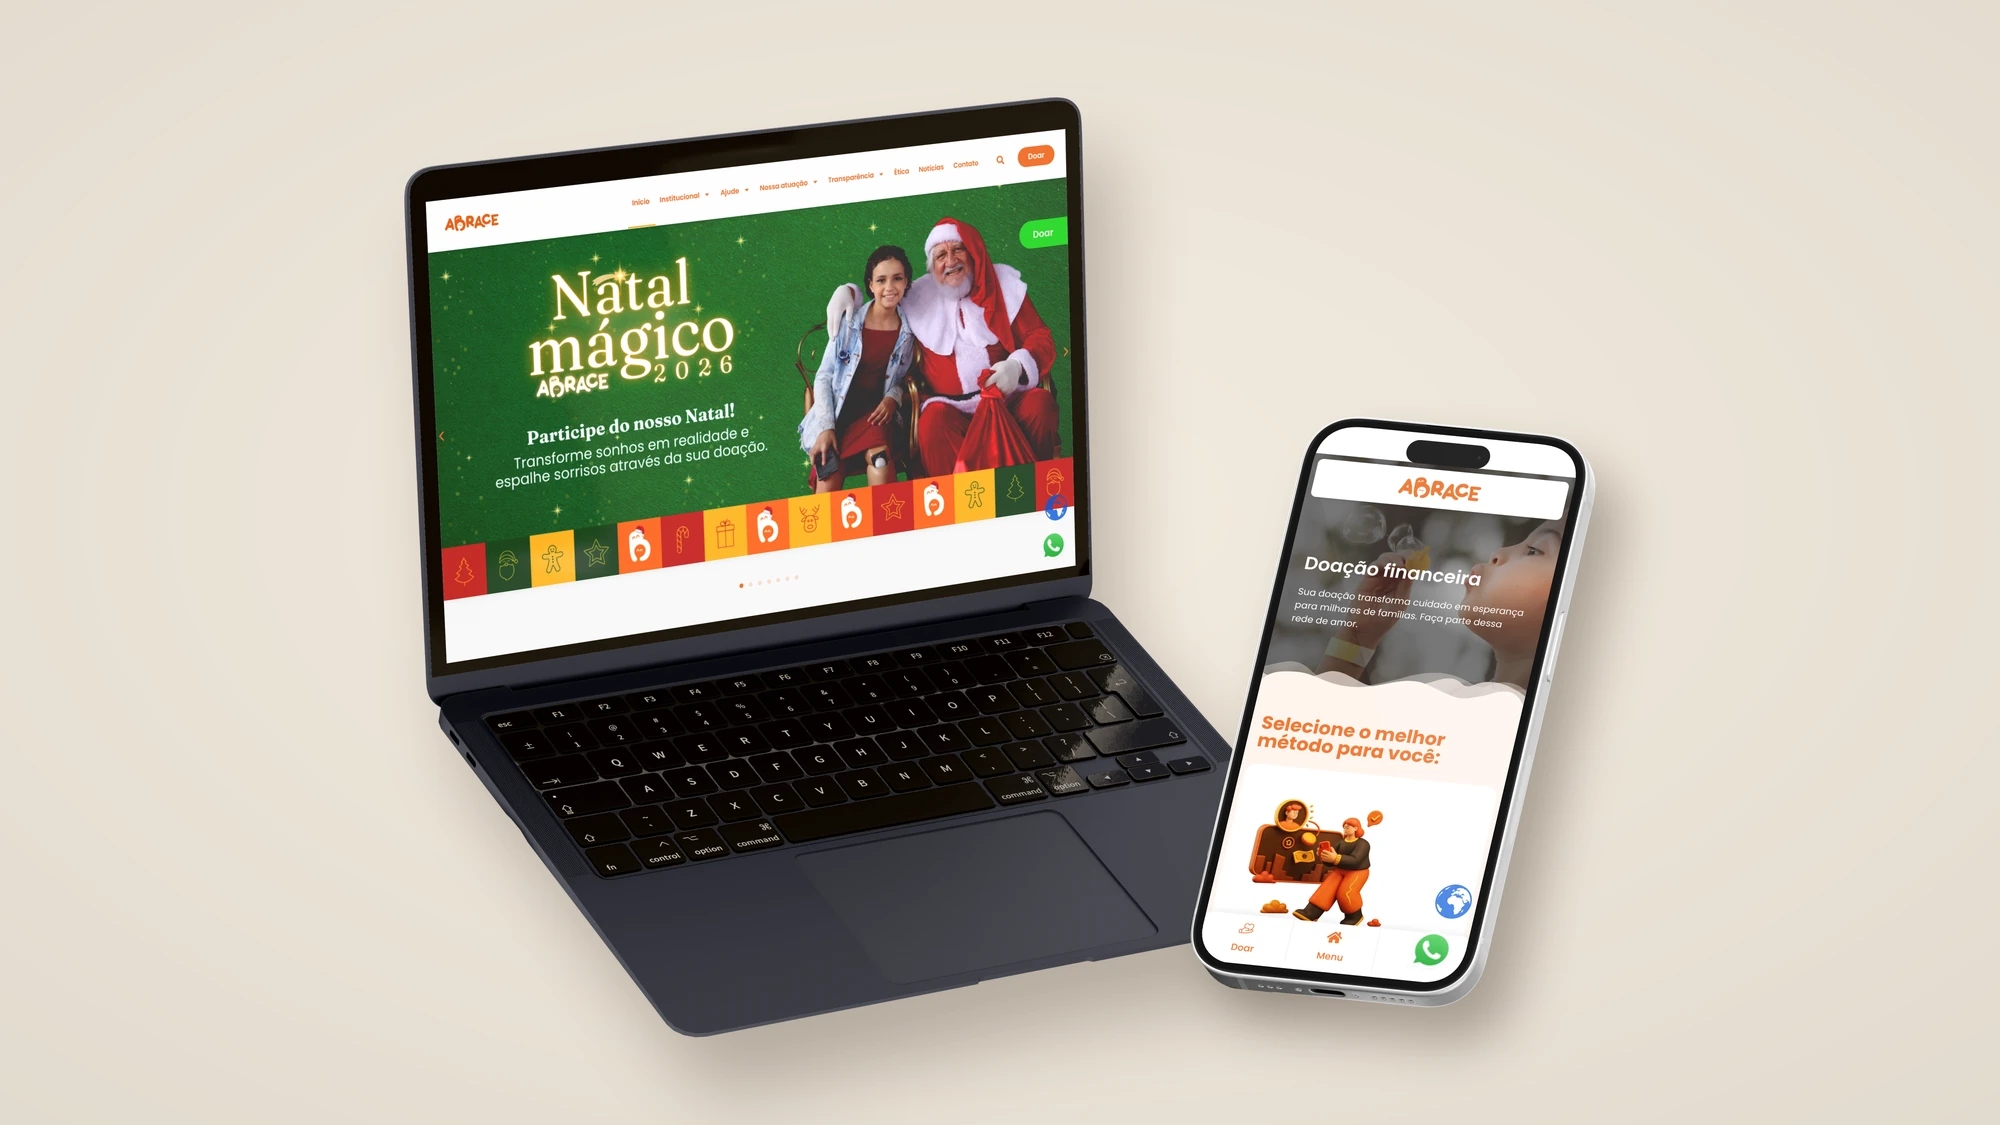 ABRACE
Início Institucional Ajude Nossa atuação Transparência Ética Notícias Contato Doar
Doar
Natal
mágico
ABRACE 2026
Participe do nosso Natal!
Transforme sonhos em realidade e
espalhe sorrisos através da sua doação.
esc F1 F2 F3 F4 F5 F6 F7 F8 F9 F10 F11 F12
Q W E R T Y U I O P
A S D F G H J K L
Z X C V B N M
fn control option command command option
ABRACE
Doação financeira
Sua doação transforma cuidado em esperança
para milhares de famílias. Faça parte dessa
rede de amor.
Selecione o melhor
método para você:
Doar Menu